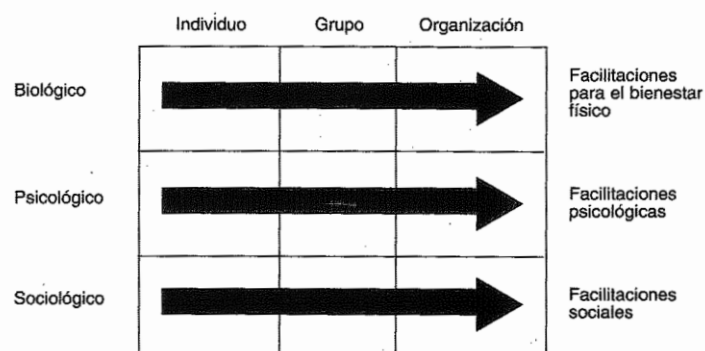 Individuo Grupo Organización
Biológico
Facilitaciones
para el bienestar
físico
Psicológico
Facilitaciones
psicológicas
Sociológico
Facilitaciones
sociales